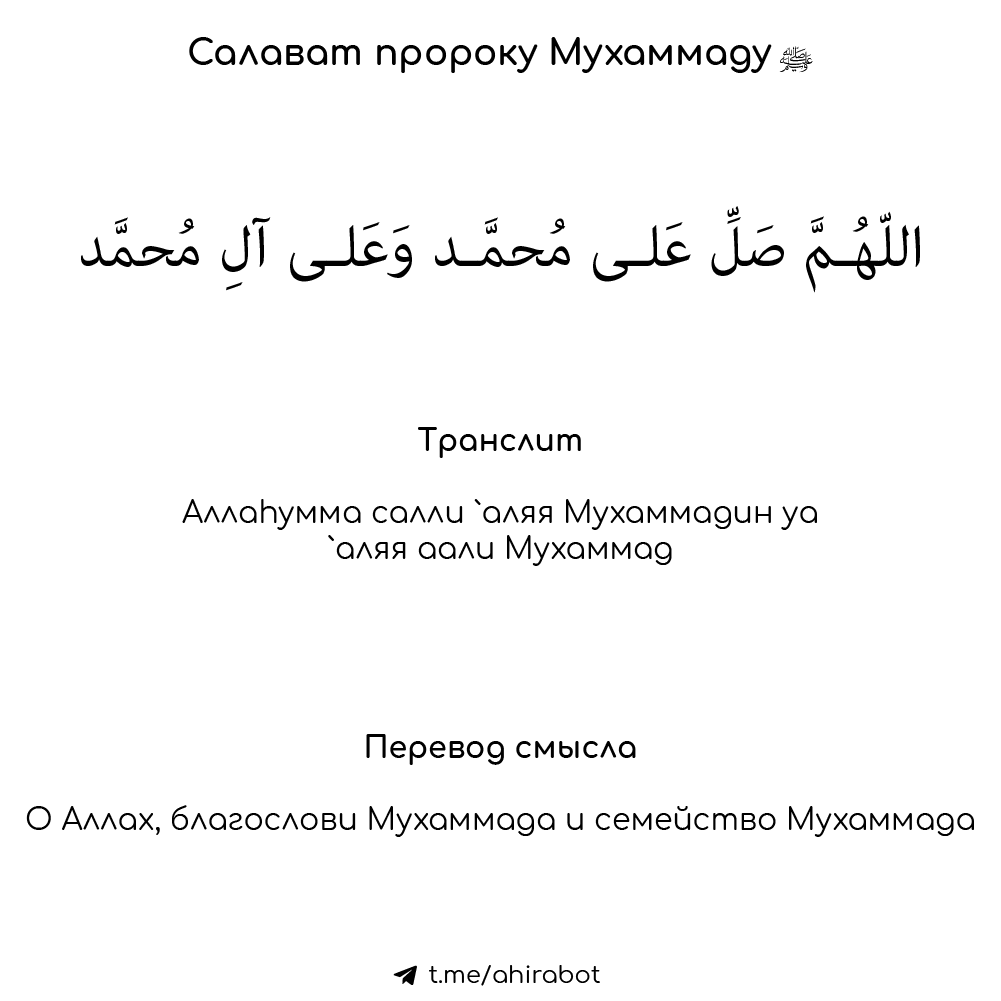 Салават пророку Мухаммаду ﷺ
اللّهُـمَّ صَلِّ عَلـى مُحمَّـد وَعَلـى آلِ مُحمَّد
Транслит
Аллаhумма салли `аляя Мухаммадин уа
`аляя аали Мухаммад
Перевод смысла
О Аллах, благослови Мухаммада и семейство Мухаммада
t.me/ahirabot